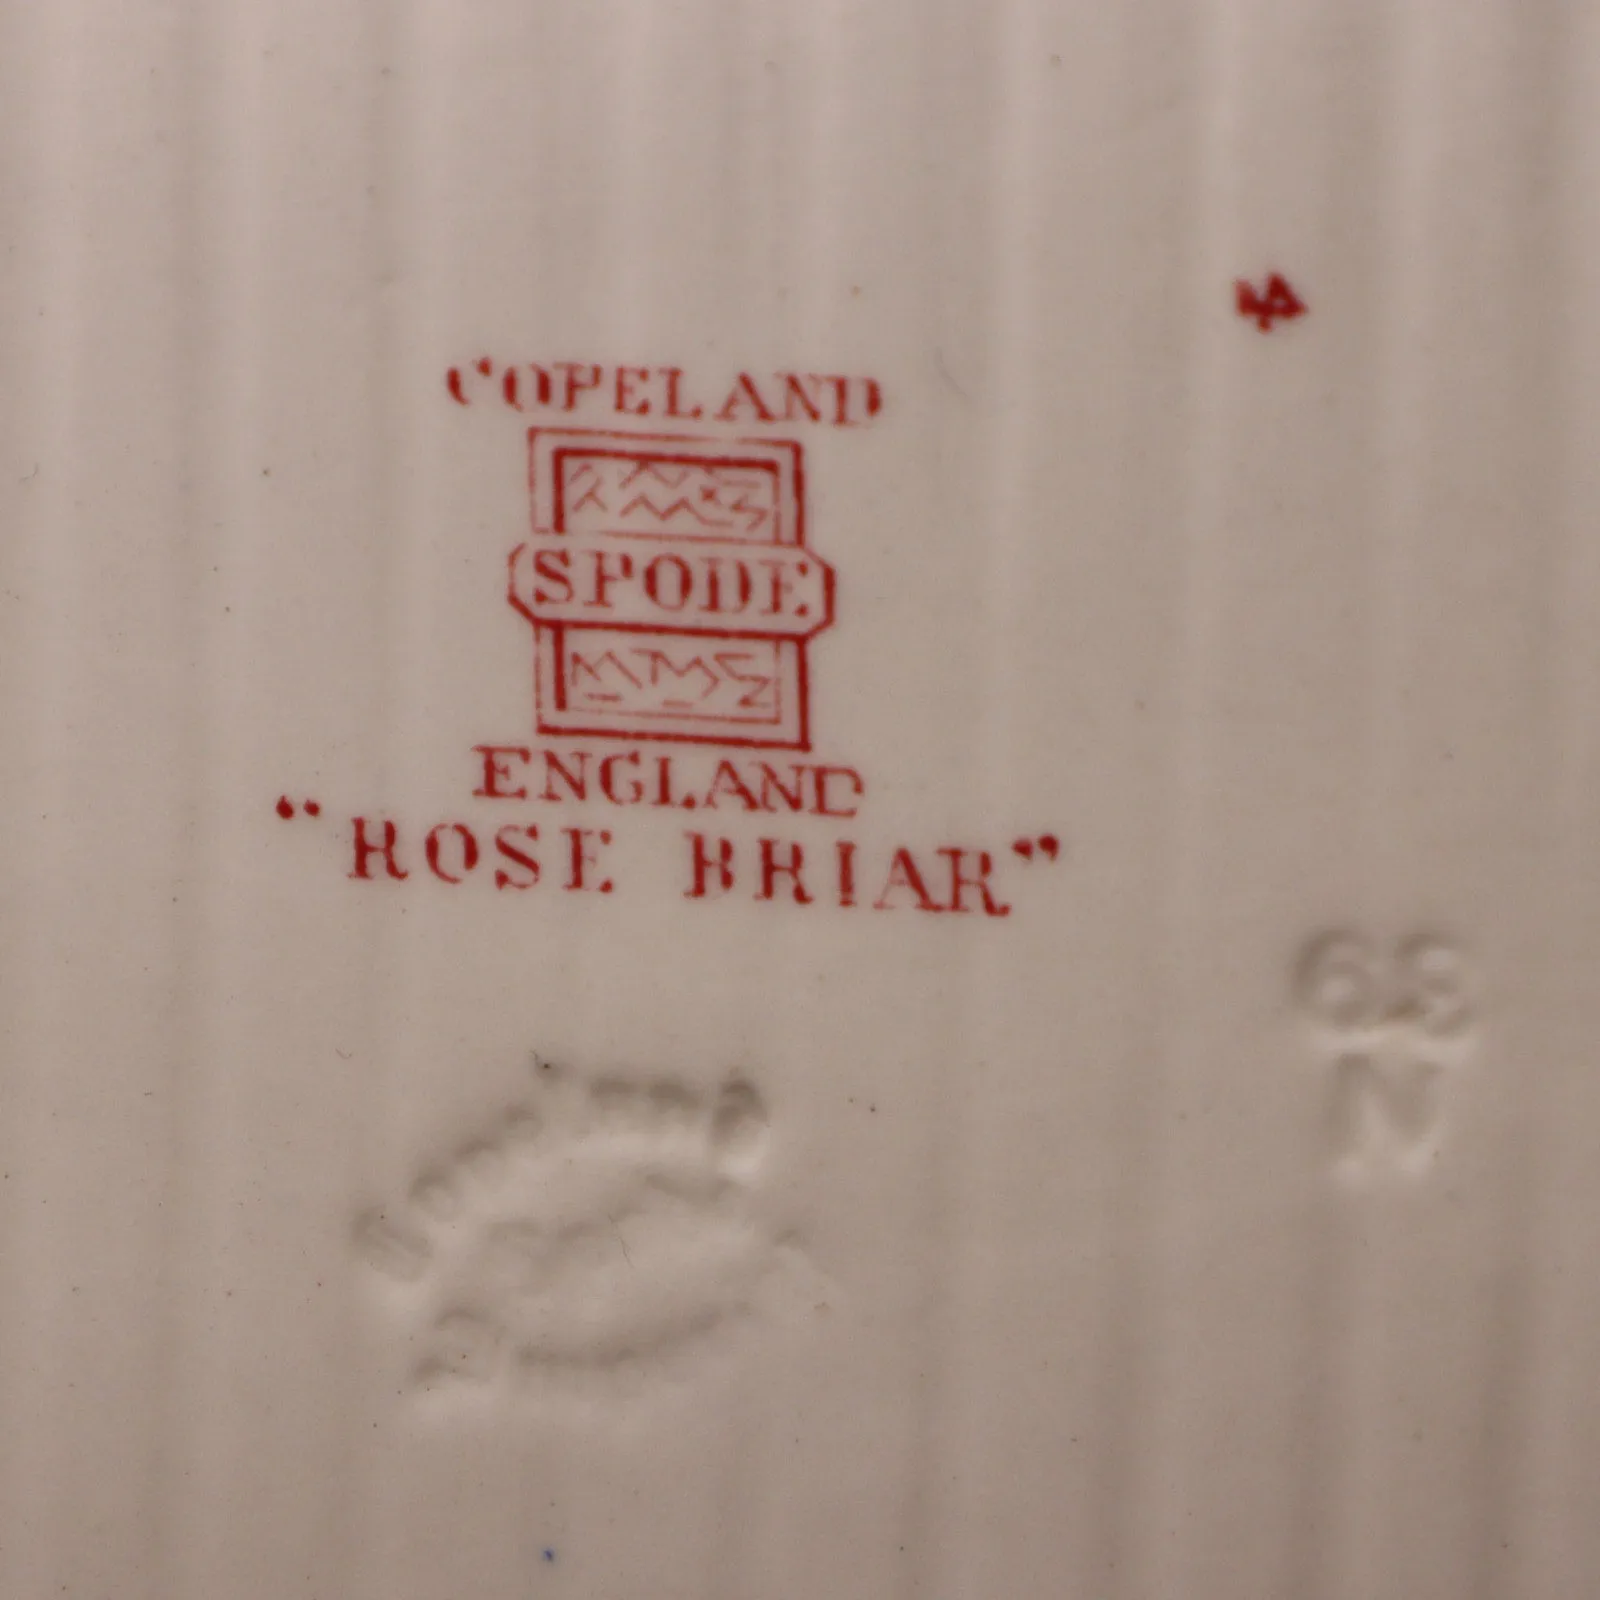 COPELAND
SPODE
ENGLAND
"ROSE BRIAR"
N